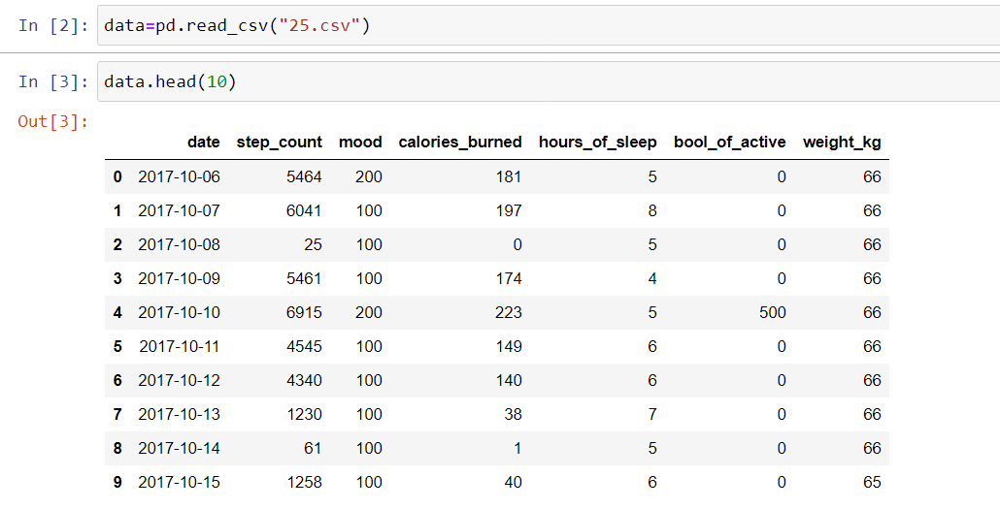 In [2]: data=pd.read_csv("25.csv")
In [3]: data.head(10)
Out[3]:
date step_count mood calories_burned hours_of_sleep bool_of_active weight_kg
0 2017-10-06 5464 200 181 5 0 66
1 2017-10-07 6041 100 197 8 0 66
2 2017-10-08 25 100 0 5 0 66
3 2017-10-09 5461 100 174 4 0 66
4 2017-10-10 6915 200 223 5 500 66
5 2017-10-11 4545 100 149 6 0 66
6 2017-10-12 4340 100 140 6 0 66
7 2017-10-13 1230 100 38 7 0 66
8 2017-10-14 61 100 1 5 0 66
9 2017-10-15 1258 100 40 6 0 65